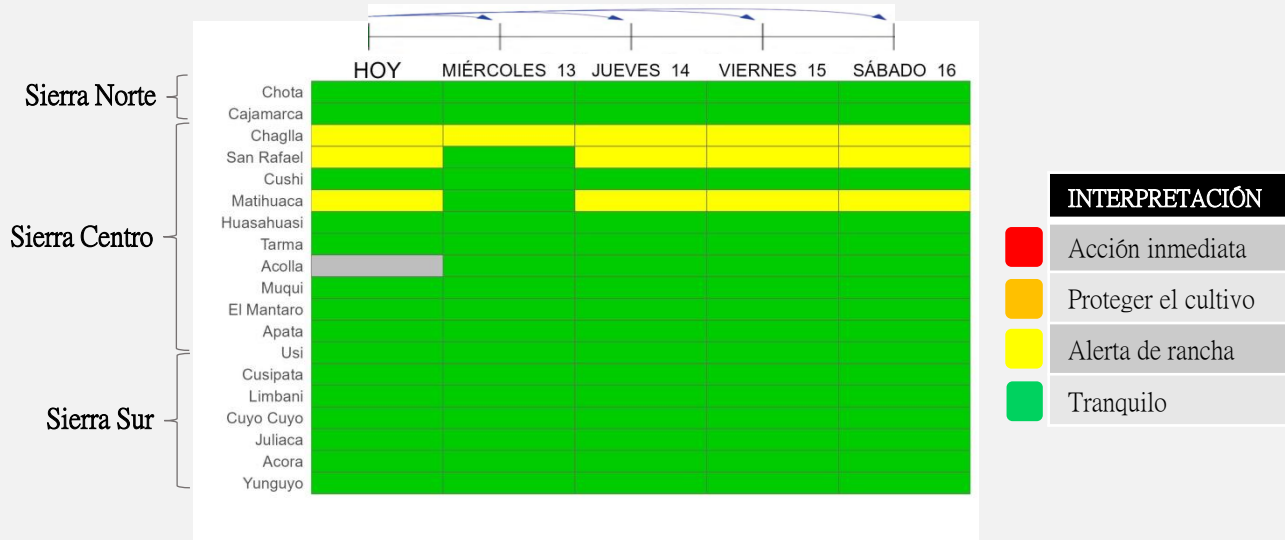 HOY MIÉRCOLES 13 JUEVES 14 VIERNES 15 SÁBADO 16
Sierra Norte
Chota
Cajamarca
Sierra Centro
Chaglla
San Rafael
Cushi
Matihuaca
Huasahuasi
Tarma
Acolla
Muqui
El Mantaro
Apata
Sierra Sur
Usi
Cusipata
Limbani
Cuyo Cuyo
Juliaca
Acora
Yunguyo
INTERPRETACIÓN
Acción inmediata
Proteger el cultivo
Alerta de rancha
Tranquilo